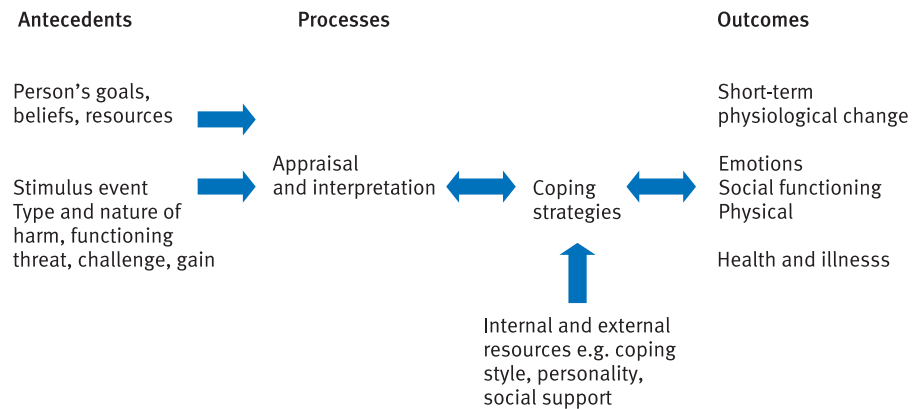 Antecedents
Processes
Outcomes
Person's goals,
beliefs, resources
Stimulus event
Type and nature of
harm, functioning
threat, challenge, gain
Appraisal
and interpretation
Coping
strategies
Internal and external
resources e.g. coping
style, personality,
social support
Short-term
physiological change
Emotions
Social functioning
Physical
Health and illnesss